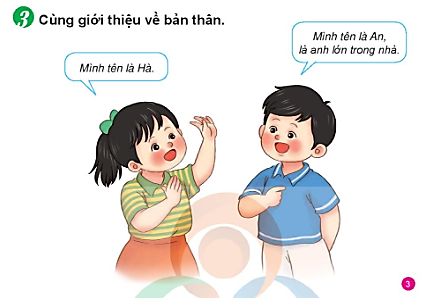 3 Cùng giới thiệu về bản thân.
Mình tên là Hà.
Mình tên là An,
là anh lớn trong nhà.
3